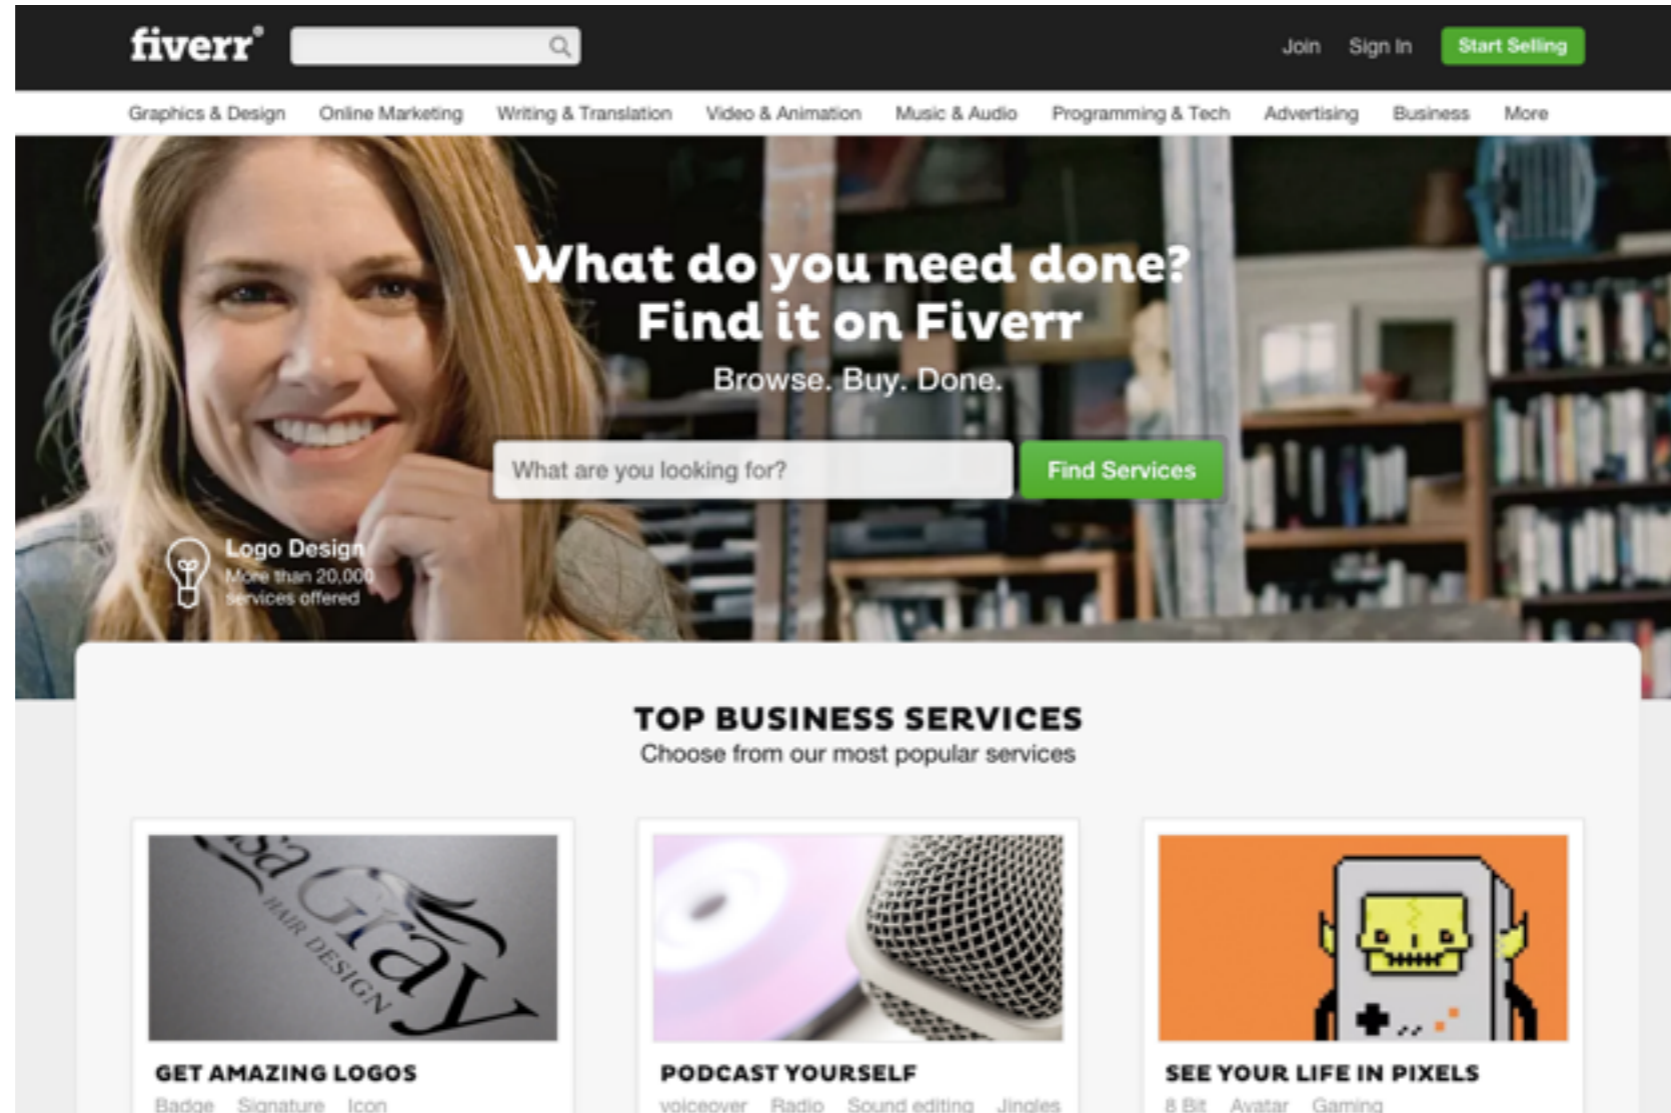 fiverr®
Join Sign In Start Selling
Graphics & Design Online Marketing Writing & Translation Video & Animation Music & Audio Programming & Tech Advertising Business More
What do you need done?
Find it on Fiverr
Browse. Buy. Done.
What are you looking for? Find Services
Logo Design
More than 20,000
services offered
TOP BUSINESS SERVICES
Choose from our most popular services
sa Gray
HAIR DESIGN
GET AMAZING LOGOS
Badge Signature Icon
PODCAST YOURSELF
voiceover Radio Sound editing Jingles
SEE YOUR LIFE IN PIXELS
8 Bit Avatar Gaming